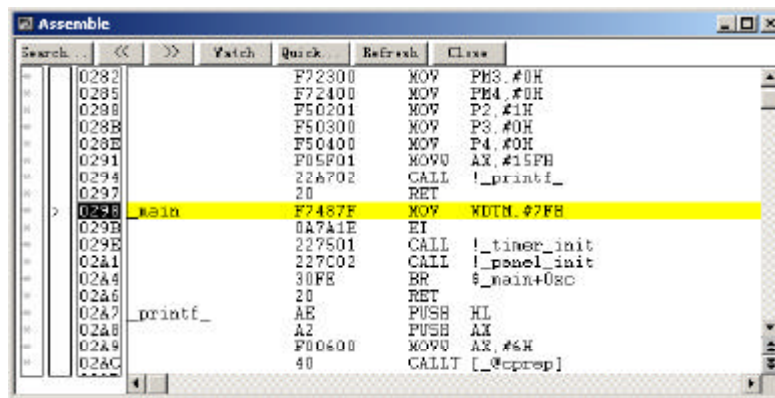 Assemble
Search... << >> Watch Quick... Refresh Close
0282 F72300 MOV PM3,#0H
0285 F72400 MOV PM4,#0H
0288 F50201 MOV P2,#1H
028B F50300 MOV P3,#0H
028E F50400 MOV P4,#0H
0291 F05F01 MOVW AX,#15FH
0294 22A702 CALL !_printf_
0297 20 RET
> 0298 _main F7487F MOV WDTM,#7FH
029B 0A7A1E EI
029E 227501 CALL !_timer_init
02A1 227C02 CALL !_panel_init
02A4 30FE BR $_main+0xc
02A6 20 RET
02A7 _printf_ AE PUSH HL
02A8 A2 PUSH AX
02A9 F00600 MOVW AX,#6H
02AC 40 CALLT [_@cprep]